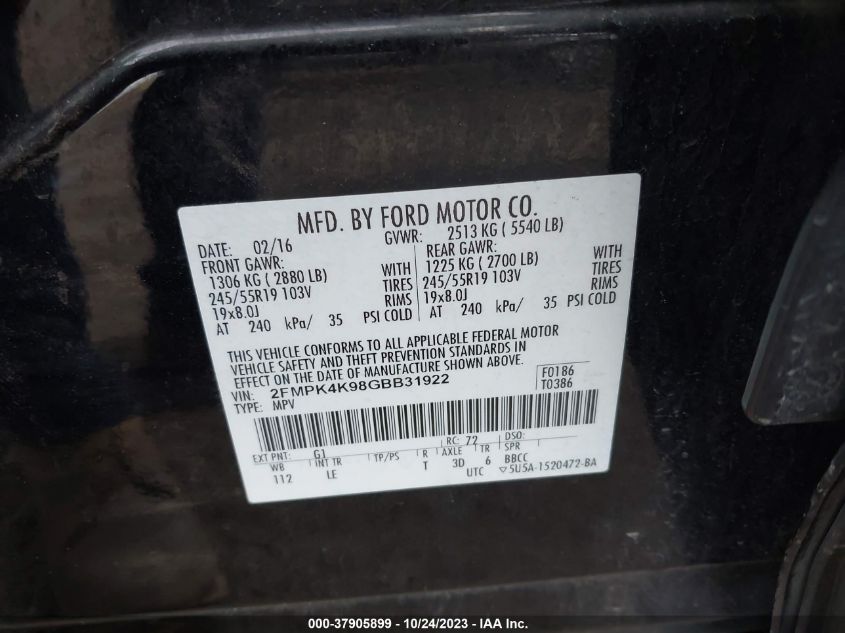 MFD. BY FORD MOTOR CO.
DATE: 02/16 GVWR: 2513 KG ( 5540 LB)
FRONT GAWR: REAR GAWR:
1306 KG ( 2880 LB) WITH 1225 KG ( 2700 LB) WITH
245/55R19 103V TIRES 245/55R19 103V TIRES
19x8.0J RIMS 19x8.0J RIMS
AT 240 kPa/ 35 PSI COLD AT 240 kPa/ 35 PSI COLD
THIS VEHICLE CONFORMS TO ALL APPLICABLE FEDERAL MOTOR
VEHICLE SAFETY AND THEFT PREVENTION STANDARDS IN
EFFECT ON THE DATE OF MANUFACTURE SHOWN ABOVE.
VIN: 2FMPK4K98GBB31922 F0186
TYPE: MPV T0386
EXT PNT: G1 RC: 72 DSO:
WB INT TR TP/PS R AXLE TR SPR
112 LE T 3D 6 BBCC
UTC ▽5U5A-1520472-BA
000-37905899 - 10/24/2023 - IAA Inc.